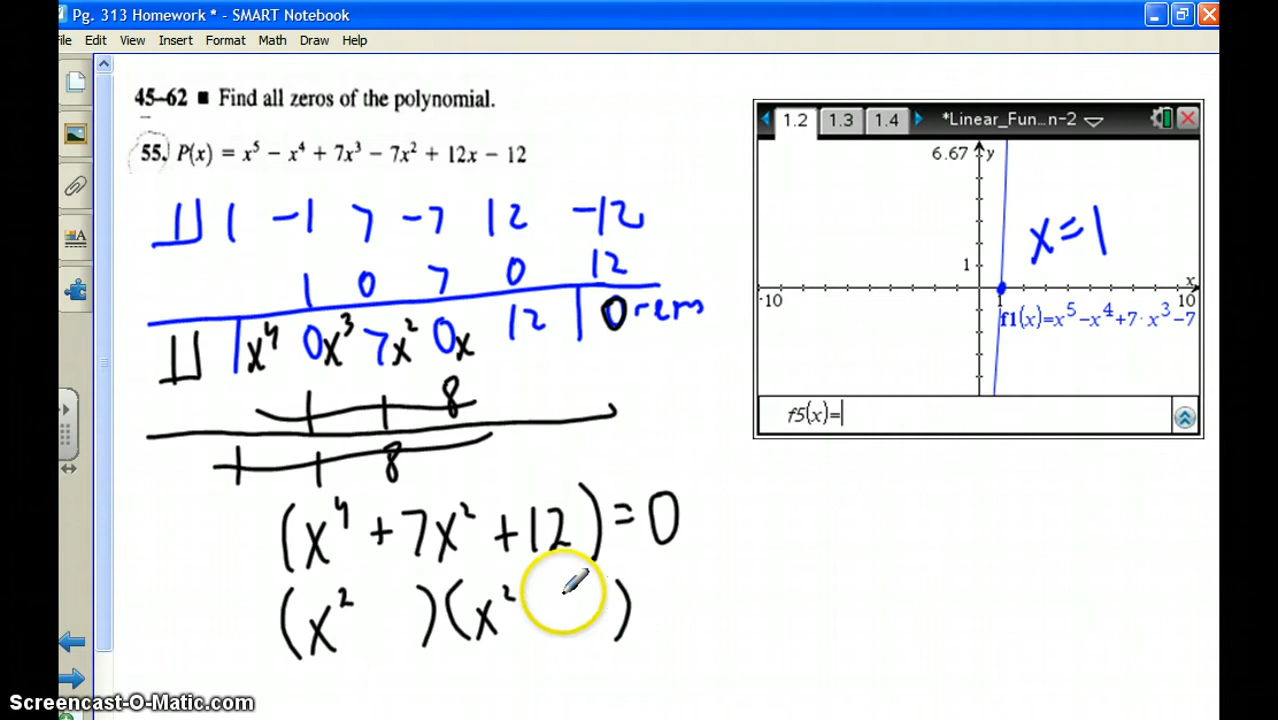 Pg. 313 Homework * - SMART Notebook
File Edit View Insert Format Math Draw Help
45–62 ■ Find all zeros of the polynomial.
55. P(x) = x⁵ − x⁴ + 7x³ − 7x² + 12x − 12
1 1 -1 7 -7 12 -12
1 0 7 0 12
1 x⁴ 0x³ 7x² 0x 12 0 rem
1 1 8
1 1 8
(x⁴ + 7x² + 12) = 0
(x² )(x² )
1.2 1.3 1.4 *Linear_Fun...n-2
6.67 y
x = 1
1
x
-10 1 10
f1(x)=x⁵-x⁴+7·x³-7
f5(x)=
Screencast-O-Matic.com